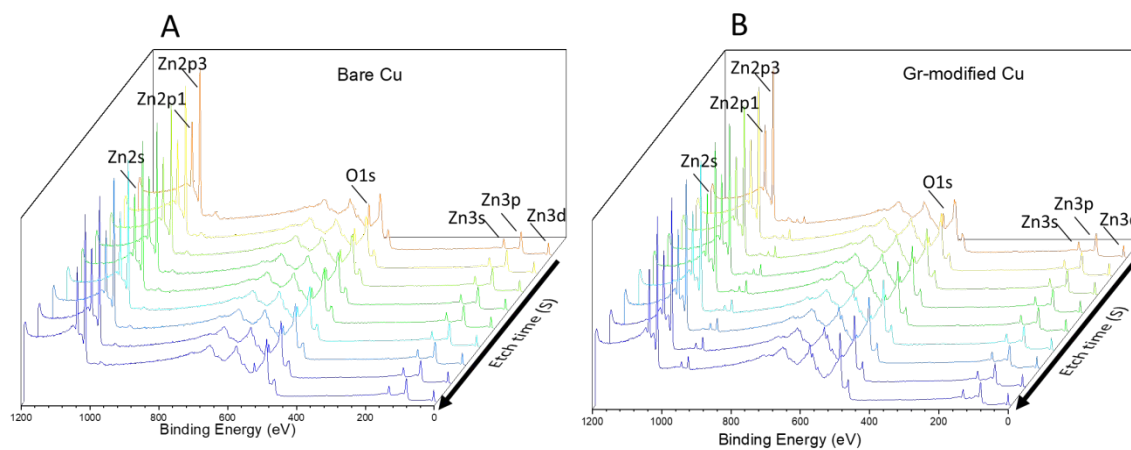 A
Bare Cu
Zn2p3
Zn2p1
Zn2s
O1s
Zn3s
Zn3p
Zn3d
Etch time (S)
1200 1000 800 600 400 200 0
Binding Energy (eV)
B
Gr-modified Cu
Zn2p3
Zn2p1
Zn2s
O1s
Zn3s
Zn3p
Etch time (S)
1200 1000 800 600 400 200 0
Binding Energy (eV)